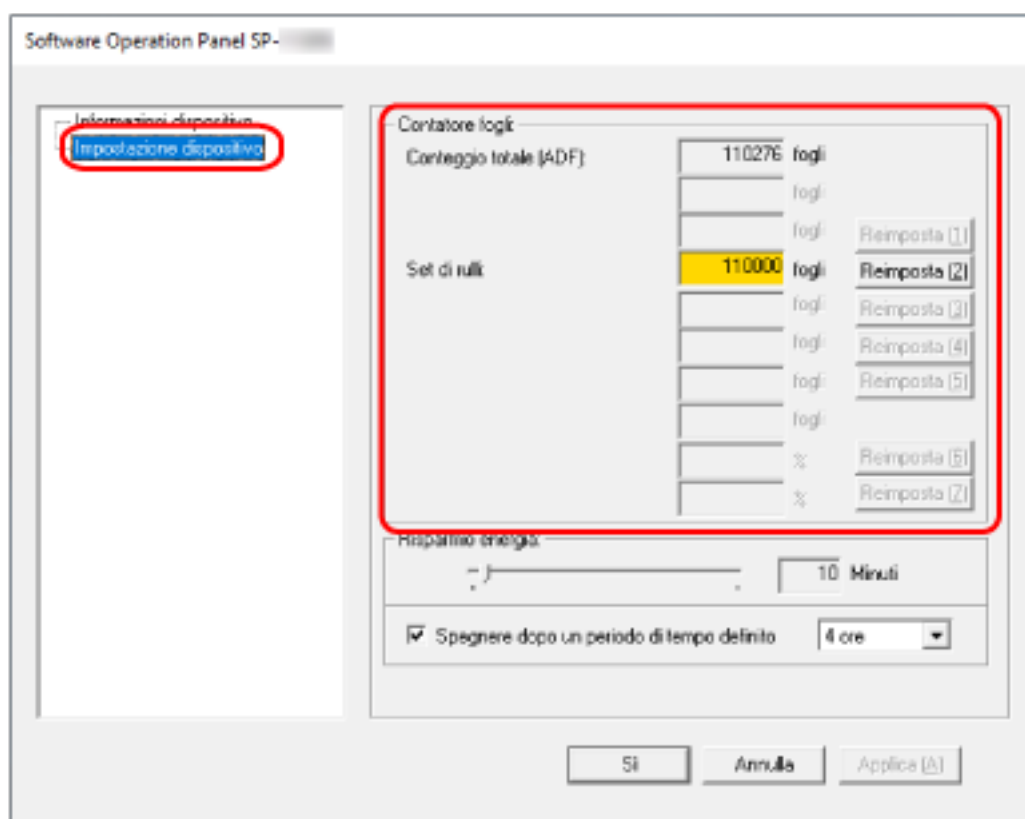 Software Operation Panel SP-
Informazioni dispositivo
Impostazione dispositivo
Contatore fogli:
Conteggio totale (ADF): 110276 fogli
fogli
fogli Reimposta (1)
Set di rulli: 110000 fogli Reimposta (2)
fogli Reimposta (3)
fogli Reimposta (4)
fogli Reimposta (5)
fogli
% Reimposta (6)
% Reimposta (7)
Risparmio energia:
10 Minuti
Spegnere dopo un periodo di tempo definito 4 ore
Sì Annulla Applica (A)